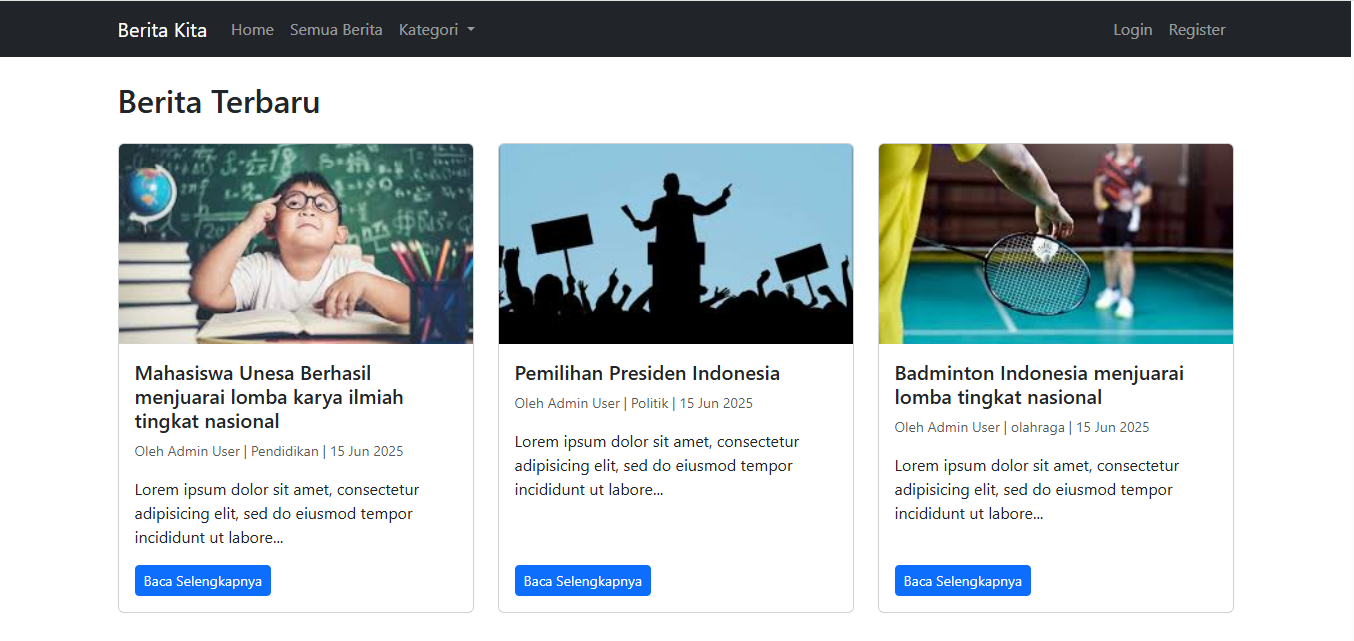 Berita Kita Home Semua Berita Kategori Login Register
Berita Terbaru
Mahasiswa Unesa Berhasil
menjuarai lomba karya ilmiah
tingkat nasional
Oleh Admin User | Pendidikan | 15 Jun 2025
Lorem ipsum dolor sit amet, consectetur
adipisicing elit, sed do eiusmod tempor
incididunt ut labore...
Baca Selengkapnya
Pemilihan Presiden Indonesia
Oleh Admin User | Politik | 15 Jun 2025
Lorem ipsum dolor sit amet, consectetur
adipisicing elit, sed do eiusmod tempor
incididunt ut labore...
Baca Selengkapnya
Badminton Indonesia menjuarai
lomba tingkat nasional
Oleh Admin User | olahraga | 15 Jun 2025
Lorem ipsum dolor sit amet, consectetur
adipisicing elit, sed do eiusmod tempor
incididunt ut labore...
Baca Selengkapnya